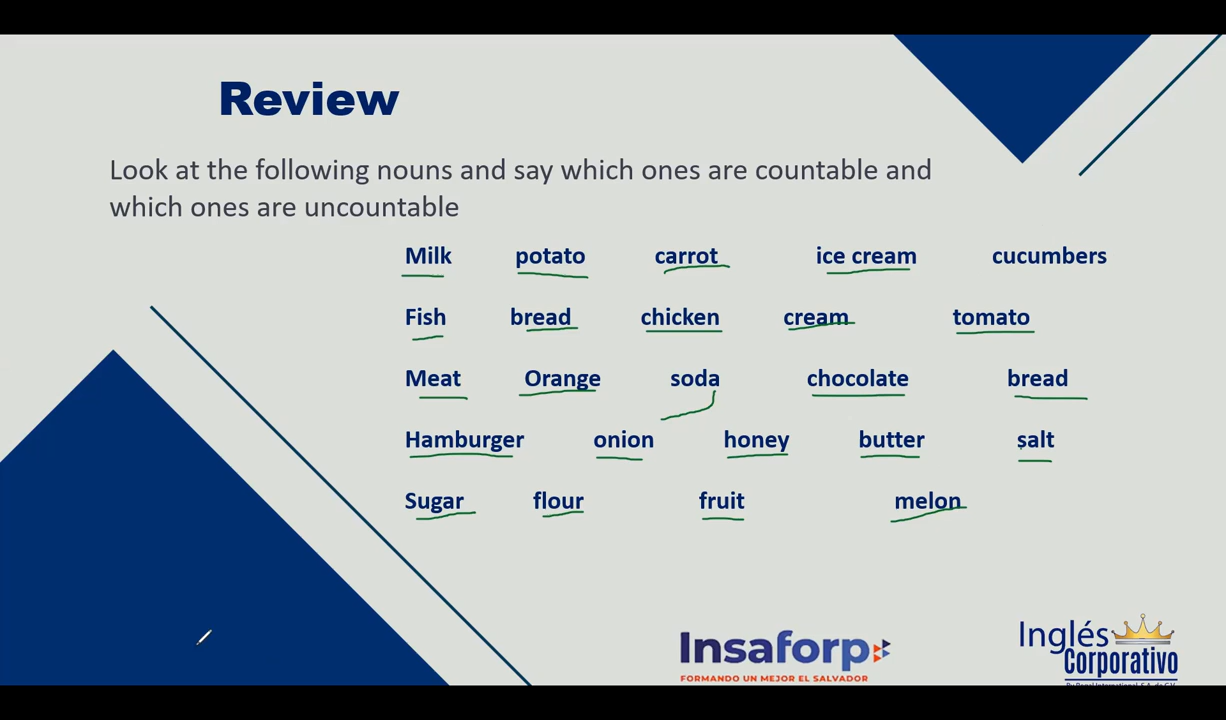 Review
Look at the following nouns and say which ones are countable and
which ones are uncountable
Milk potato carrot ice cream cucumbers
Fish bread chicken cream tomato
Meat Orange soda chocolate bread
Hamburger onion honey butter salt
Sugar flour fruit melon
Insaforp
FORMANDO UN MEJOR EL SALVADOR
Inglés
Corporativo